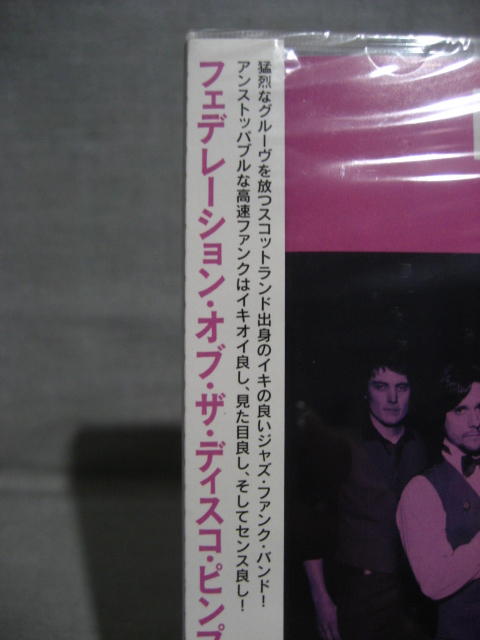 猛烈なグルーヴを放つスコットランド出身のイキの良いジャズ・ファンク・バンド！
アンストッパブルな高速ファンクはイキオイ良し、見た目良し、そしてセンス良し！
フェデレーション・オブ・ザ・ディスコ・ピンプ